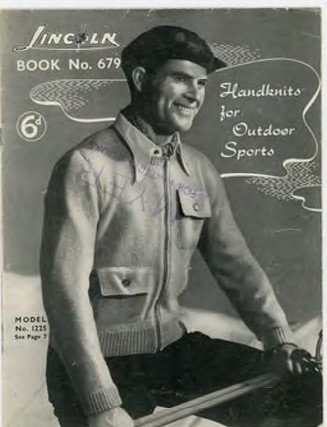 LINCOLN
BOOK No. 679
6d
Handknits
for
Outdoor
Sports
MODEL
No. 1225
See Page 7